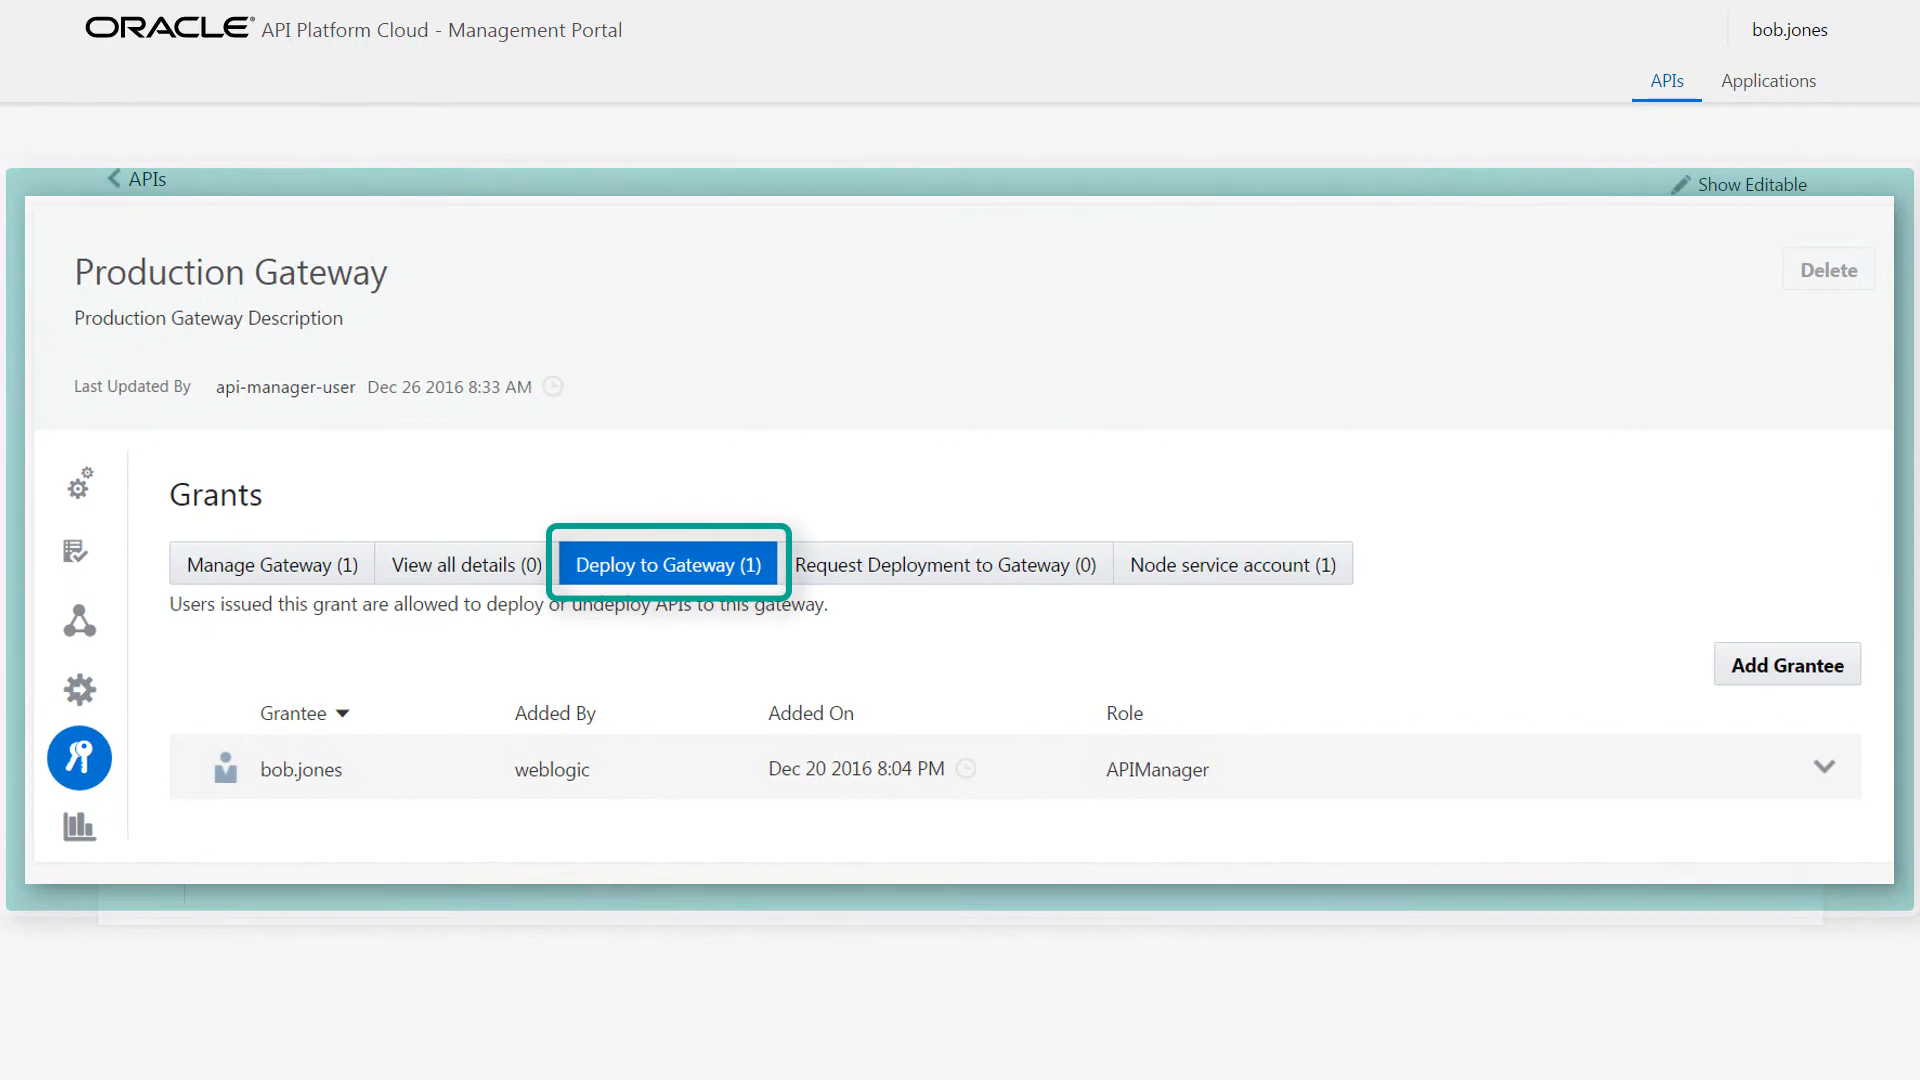 ORACLE® API Platform Cloud - Management Portal
bob.jones
APIs Applications
APIs
Show Editable
Production Gateway
Delete
Production Gateway Description
Last Updated By api-manager-user Dec 26 2016 8:33 AM
Grants
Manage Gateway (1) View all details (0) Deploy to Gateway (1) Request Deployment to Gateway (0) Node service account (1)
Users issued this grant are allowed to deploy or undeploy APIs to this gateway.
Add Grantee
Grantee Added By Added On Role
bob.jones weblogic Dec 20 2016 8:04 PM APIManager